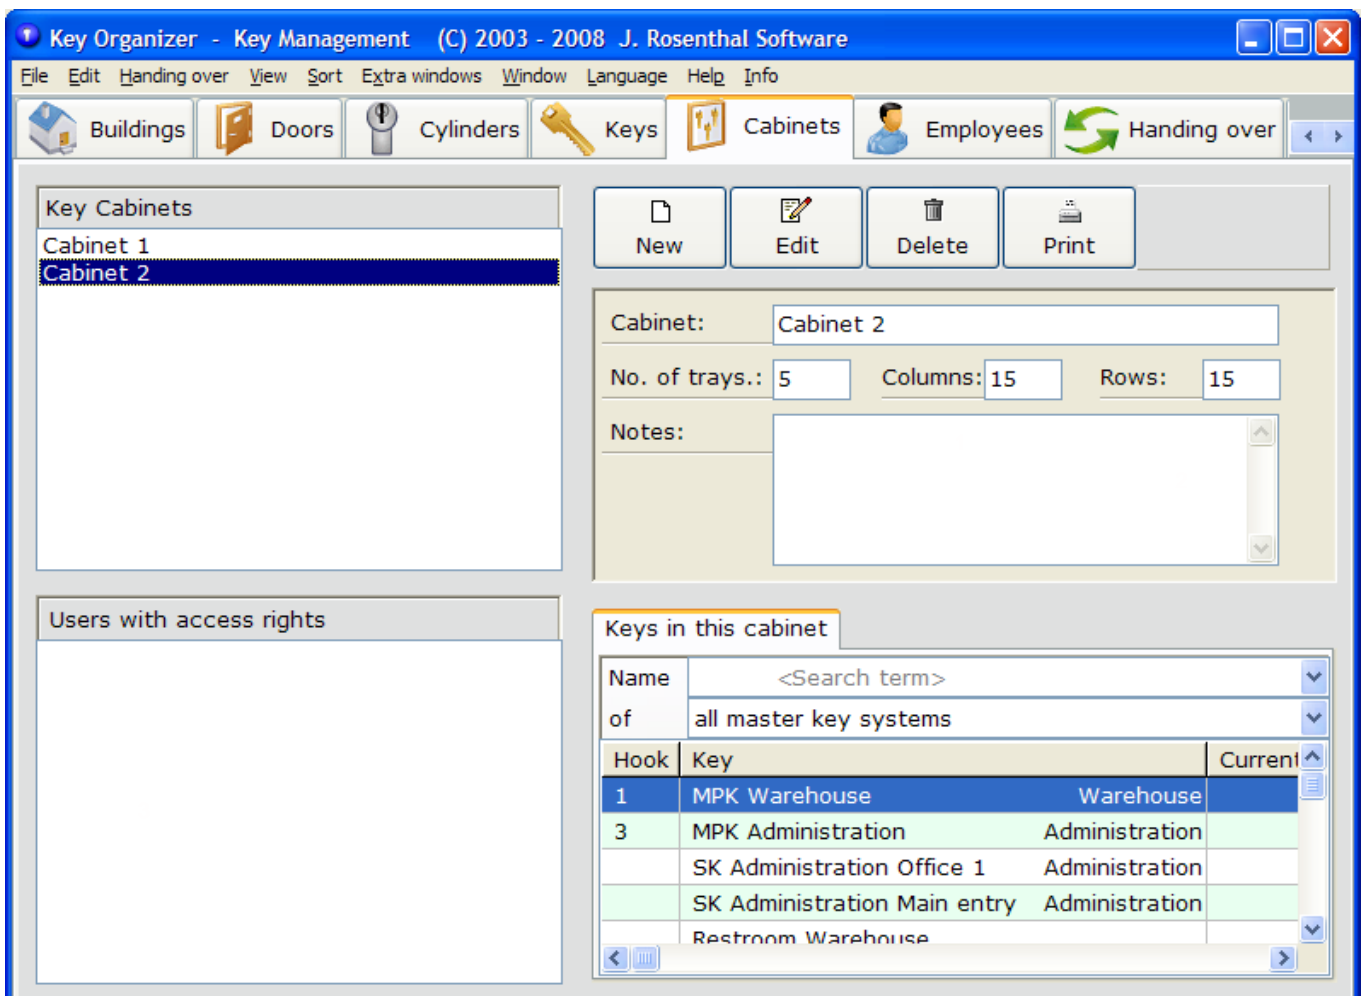 Key Organizer - Key Management (C) 2003 - 2008 J. Rosenthal Software
File Edit Handing over View Sort Extra windows Window Language Help Info
Buildings Doors Cylinders Keys Cabinets Employees Handing over
Key Cabinets
Cabinet 1
Cabinet 2
New Edit Delete Print
Cabinet: Cabinet 2
No. of trays.: 5 Columns: 15 Rows: 15
Notes:
Users with access rights
Keys in this cabinet
Name <Search term>
of all master key systems
Hook Key Current
1 MPK Warehouse Warehouse
3 MPK Administration Administration
SK Administration Office 1 Administration
SK Administration Main entry Administration
Restroom Warehouse